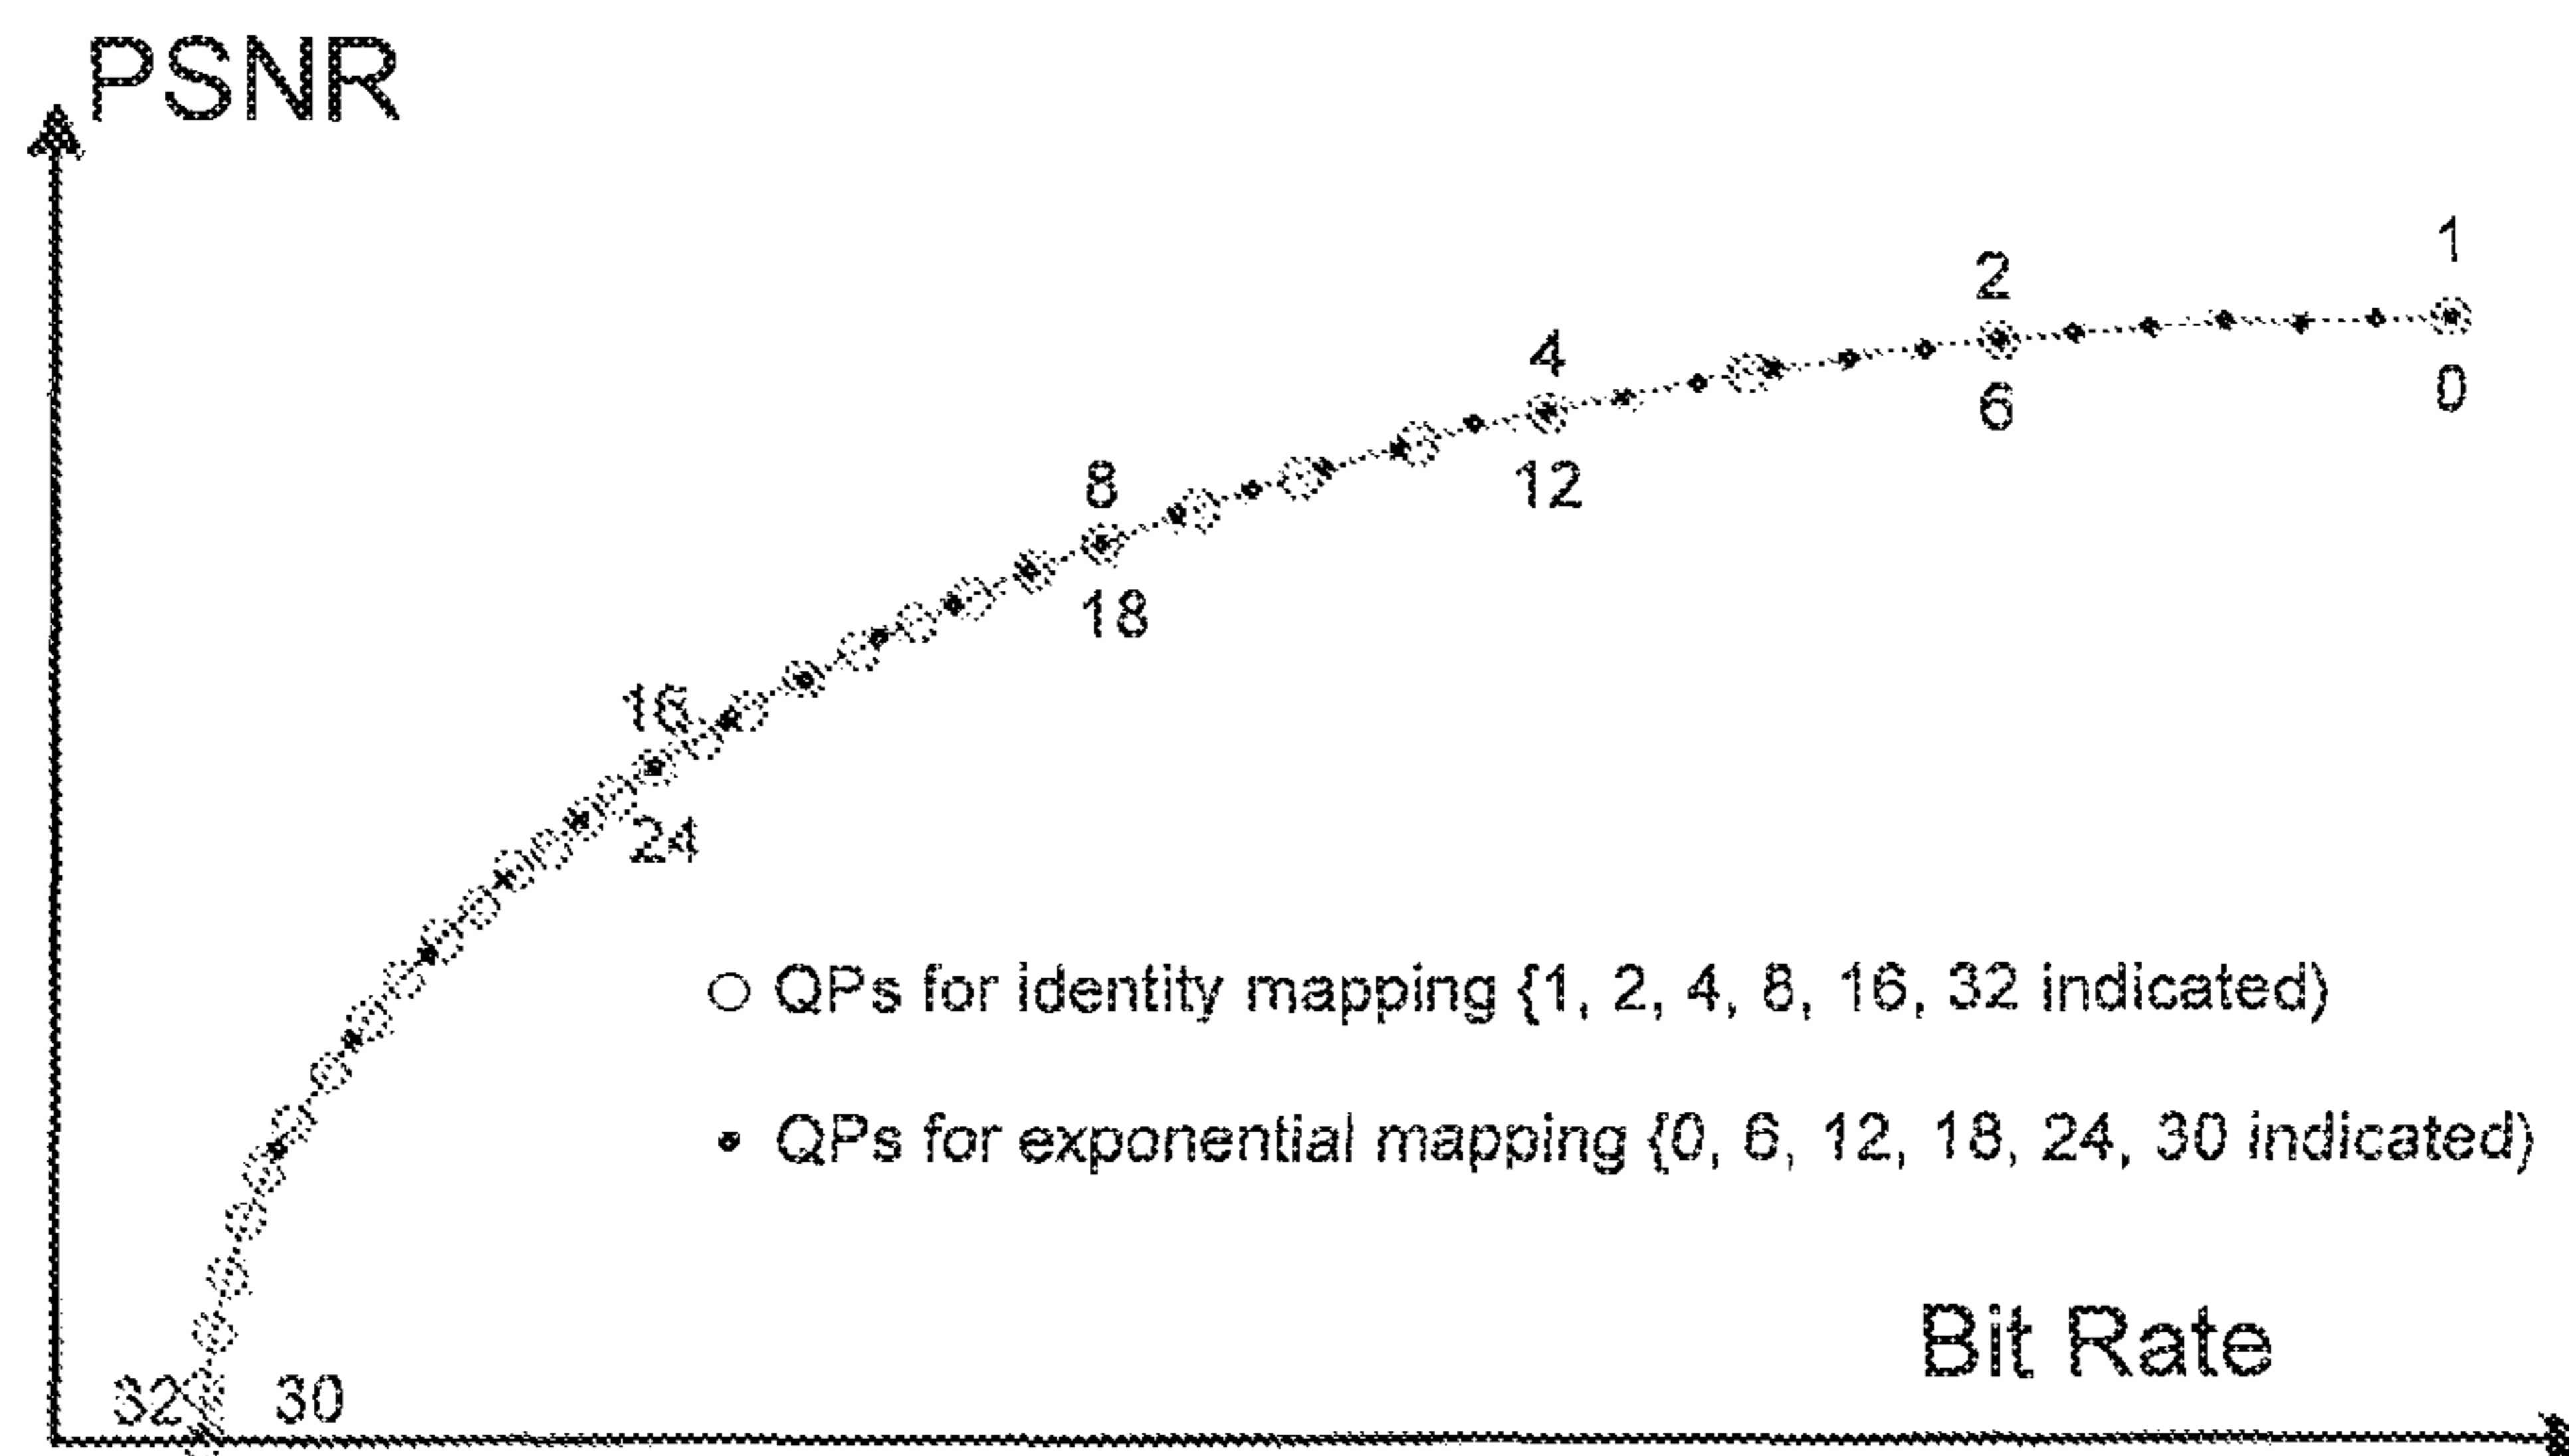 PSNR
1
2
4
0
6
8
12
18
16
24
○ QPs for identity mapping {1, 2, 4, 8, 16, 32 indicated)
• QPs for exponential mapping {0, 6, 12, 18, 24, 30 indicated)
Bit Rate
32 30